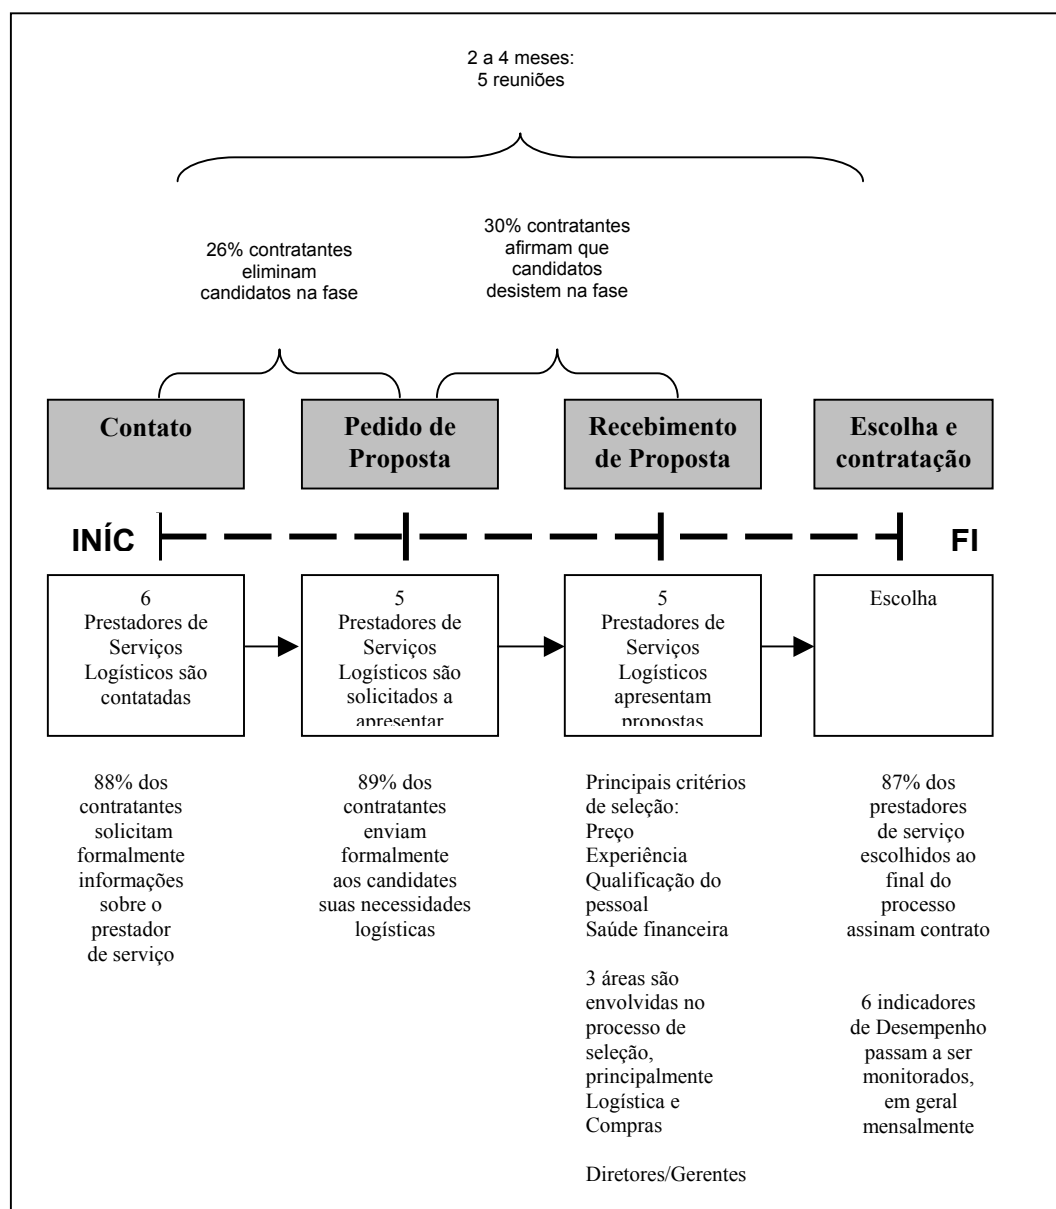 2 a 4 meses:
5 reuniões
26% contratantes
eliminam
candidatos na fase
30% contratantes
afirmam que
candidatos
desistem na fase
Contato
Pedido de
Proposta
Recebimento
de Proposta
Escolha e
contratação
INÍC
FI
6
Prestadores de
Serviços
Logísticos são
contatadas
5
Prestadores de
Serviços
Logísticos são
solicitados a
apresentar
5
Prestadores de
Serviços
Logísticos
apresentam
propostas
Escolha
88% dos
contratantes
solicitam
formalmente
informações
sobre o
prestador
de serviço
89% dos
contratantes
enviam
formalmente
aos candidates
suas necessidades
logísticas
Principais critérios
de seleção:
Preço
Experiência
Qualificação do
pessoal
Saúde financeira
3 áreas são
envolvidas no
processo de
seleção,
principalmente
Logística e
Compras
Diretores/Gerentes
87% dos
prestadores
de serviço
escolhidos ao
final do
processo
assinam contrato
6 indicadores
de Desempenho
passam a ser
monitorados,
em geral
mensalmente